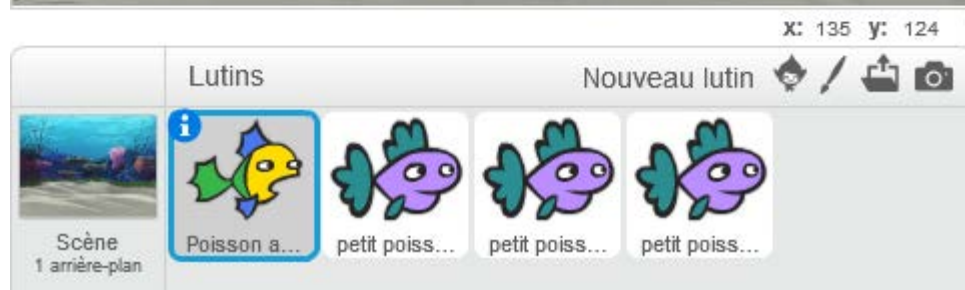 x: 135 y: 124
Lutins
Nouveau lutin
i
Scène
1 arrière-plan
Poisson a...
petit poiss...
petit poiss...
petit poiss...